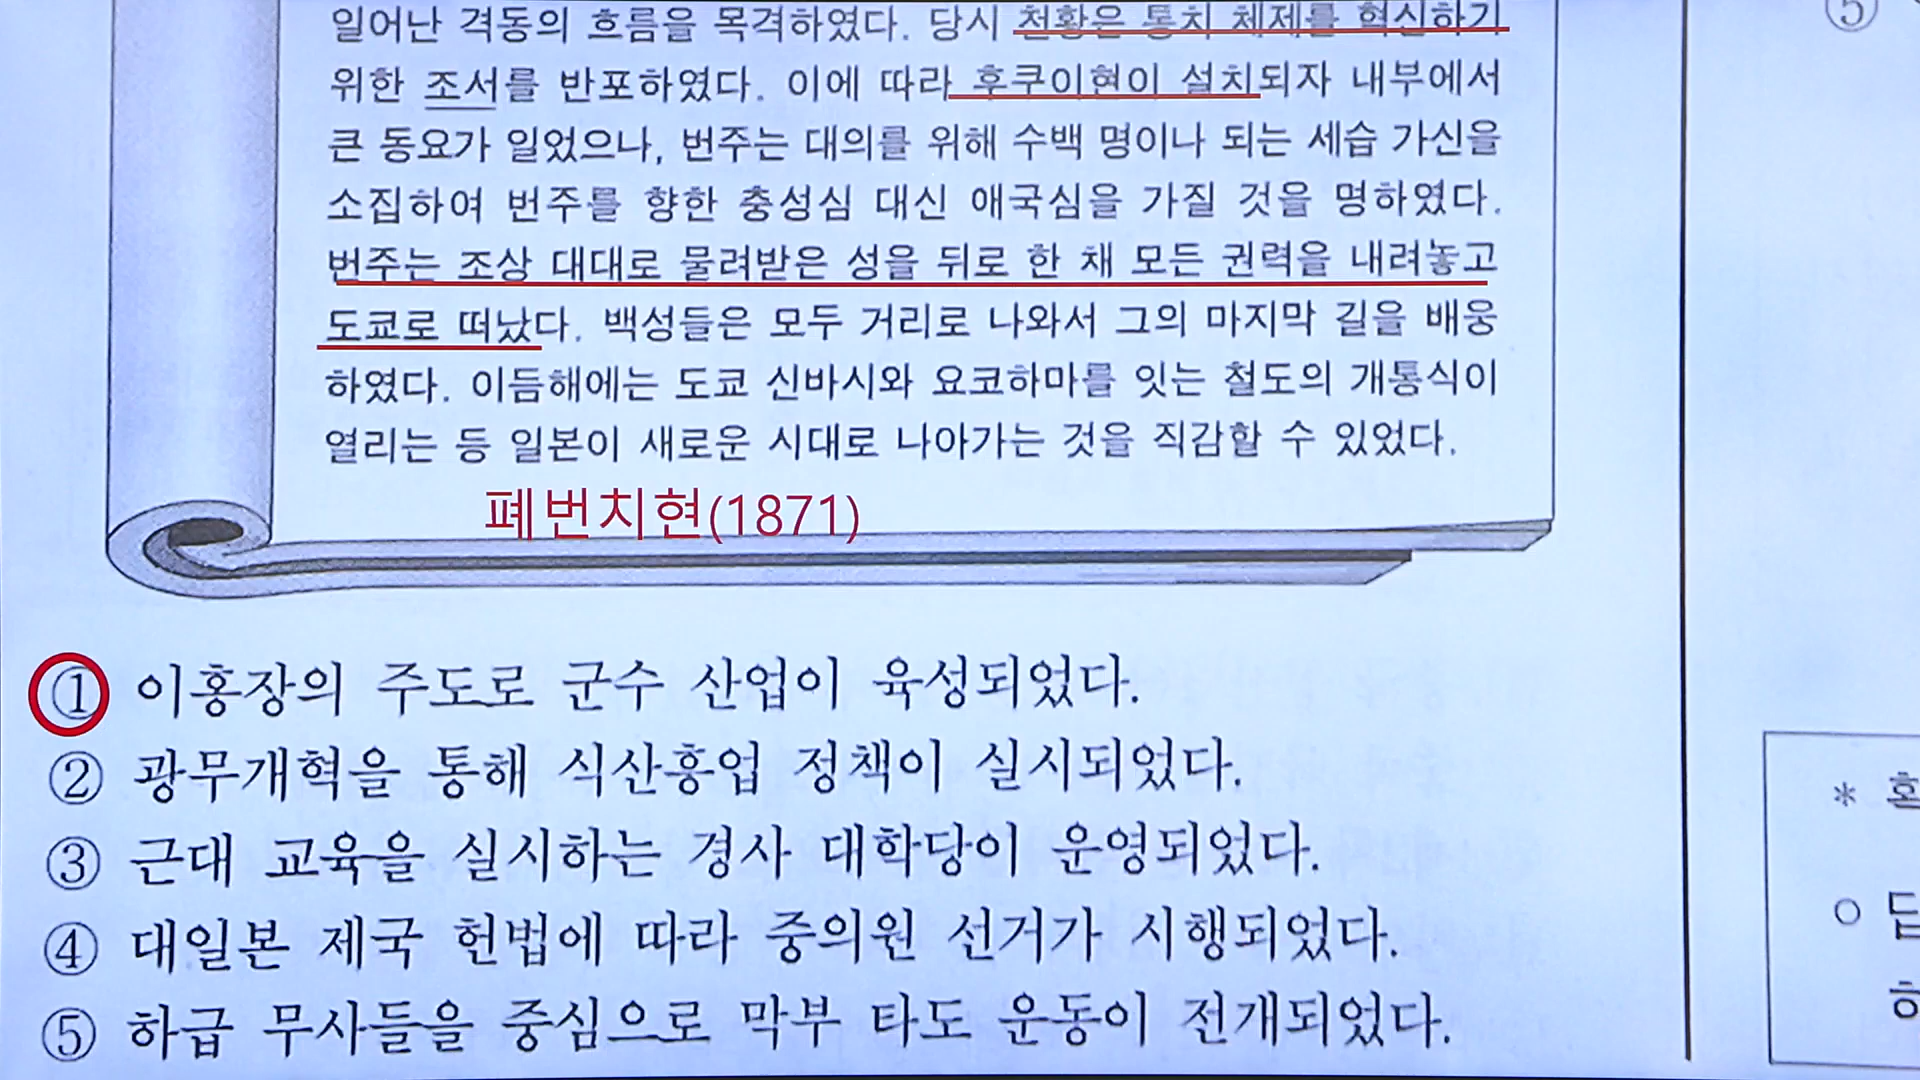 일어난 격동의 흐름을 목격하였다. 당시 천황은 통치 체제를 혁신하기
위한 조서를 반포하였다. 이에 따라 후쿠이현이 설치되자 내부에서
큰 동요가 일었으나, 번주는 대의를 위해 수백 명이나 되는 세습 가신을
소집하여 번주를 향한 충성심 대신 애국심을 가질 것을 명하였다.
번주는 조상 대대로 물려받은 성을 뒤로 한 채 모든 권력을 내려놓고
도쿄로 떠났다. 백성들은 모두 거리로 나와서 그의 마지막 길을 배웅
하였다. 이듬해에는 도쿄 신바시와 요코하마를 잇는 철도의 개통식이
열리는 등 일본이 새로운 시대로 나아가는 것을 직감할 수 있었다.
폐번치현(1871)
① 이홍장의 주도로 군수 산업이 육성되었다.
② 광무개혁을 통해 식산흥업 정책이 실시되었다.
③ 근대 교육을 실시하는 경사 대학당이 운영되었다.
④ 대일본 제국 헌법에 따라 중의원 선거가 시행되었다.
⑤ 하급 무사들을 중심으로 막부 타도 운동이 전개되었다.
⑤
*
○